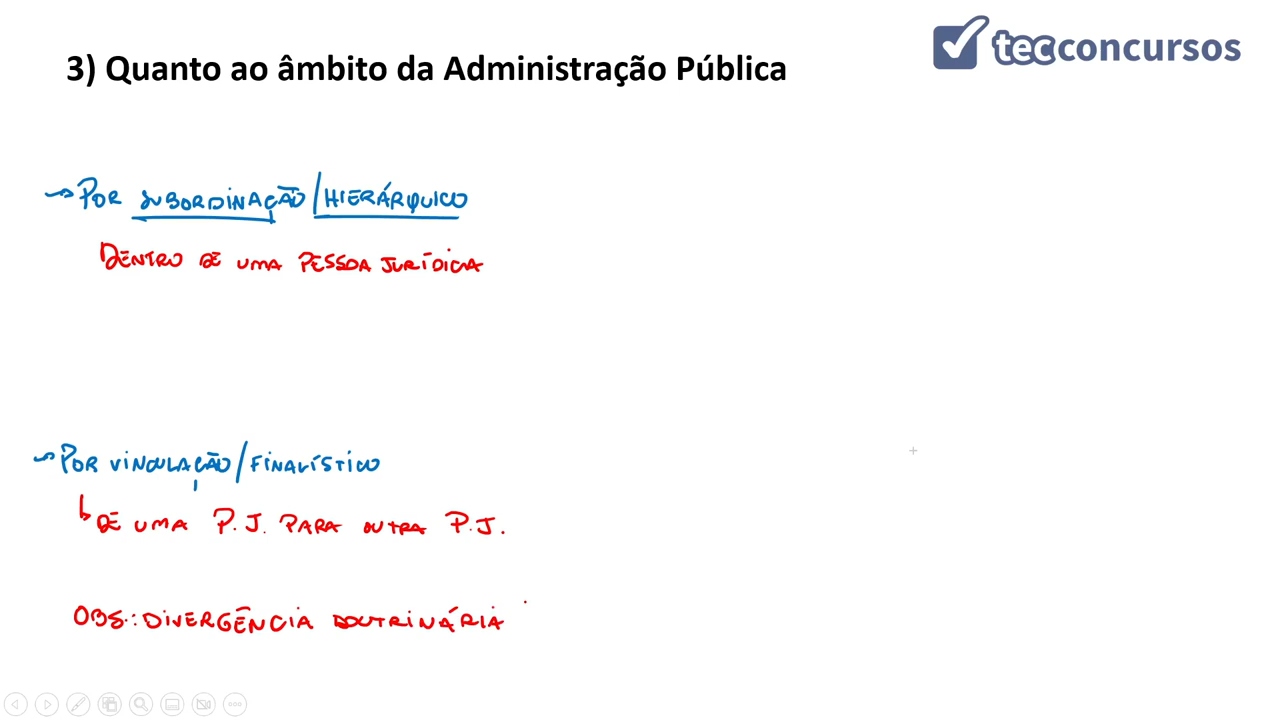 3) Quanto ao âmbito da Administração Pública
tecconcursos
→ POR SUBORDINAÇÃO/HIERÁRQUICO
DENTRO DE UMA PESSOA JURÍDICA
→ POR VINCULAÇÃO/FINALÍSTICO
↳ DE UMA P.J. PARA OUTRA P.J.
OBS.: DIVERGÊNCIA DOUTRINÁRIA